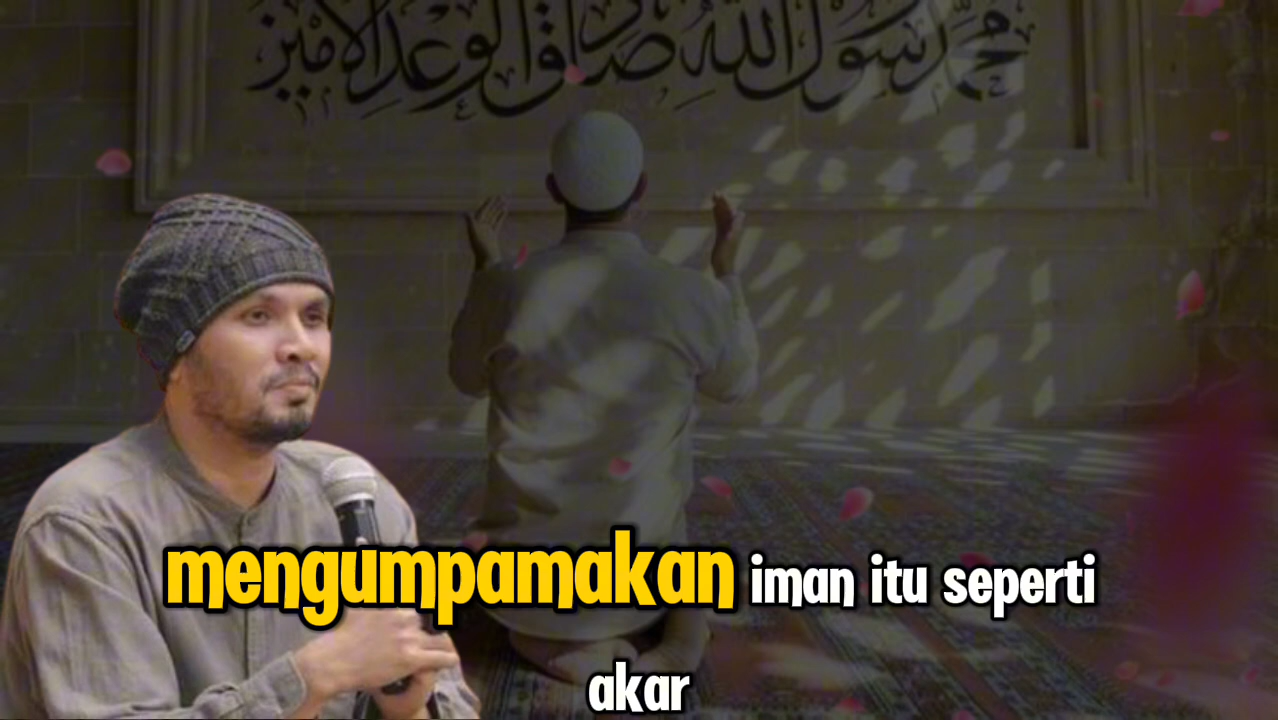 محمد رسول الله صادق الوعد الأمين
mengumpamakan iman itu seperti
akar